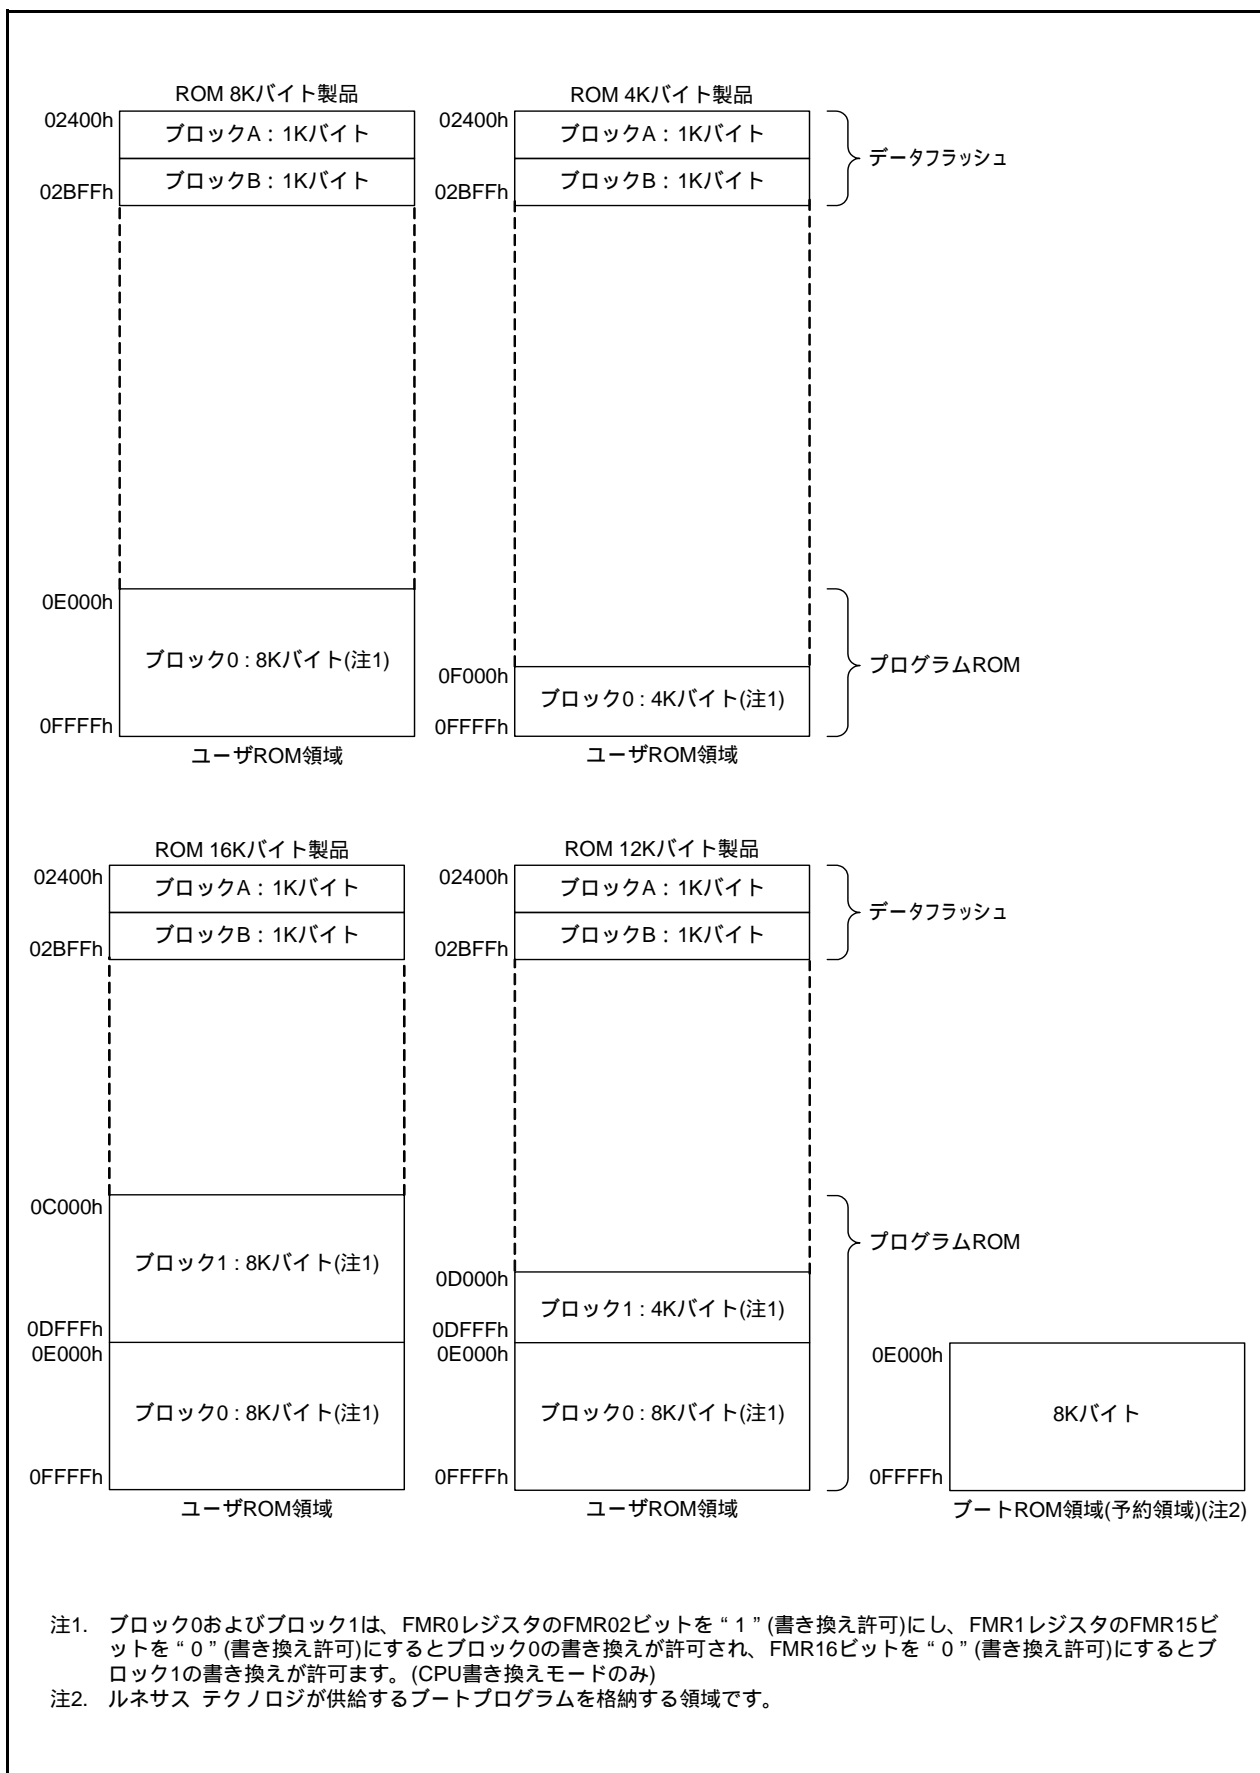 ROM 8Kバイト製品
02400h
ブロックA : 1Kバイト
ブロックB : 1Kバイト
02BFFh
0E000h
ブロック0 : 8Kバイト(注1)
0FFFFh
ユーザROM領域
ROM 4Kバイト製品
02400h
ブロックA : 1Kバイト
ブロックB : 1Kバイト
02BFFh
0F000h
ブロック0 : 4Kバイト(注1)
0FFFFh
ユーザROM領域
データフラッシュ
プログラムROM
ROM 16Kバイト製品
02400h
ブロックA : 1Kバイト
ブロックB : 1Kバイト
02BFFh
0C000h
ブロック1 : 8Kバイト(注1)
0DFFFh
0E000h
ブロック0 : 8Kバイト(注1)
0FFFFh
ユーザROM領域
ROM 12Kバイト製品
02400h
ブロックA : 1Kバイト
ブロックB : 1Kバイト
02BFFh
0D000h
ブロック1 : 4Kバイト(注1)
0DFFFh
0E000h
ブロック0 : 8Kバイト(注1)
0FFFFh
ユーザROM領域
データフラッシュ
プログラムROM
0E000h
8Kバイト
0FFFFh
ブートROM領域(予約領域)(注2)
注1. ブロック0およびブロック1は、FMR0レジスタのFMR02ビットを“1”(書き換え許可)にし、FMR1レジスタのFMR15ビ
ットを“0”(書き換え許可)にするとブロック0の書き換えが許可され、FMR16ビットを“0”(書き換え許可)にするとブ
ロック1の書き換えが許可ます。(CPU書き換えモードのみ)
注2. ルネサス テクノロジが供給するブートプログラムを格納する領域です。